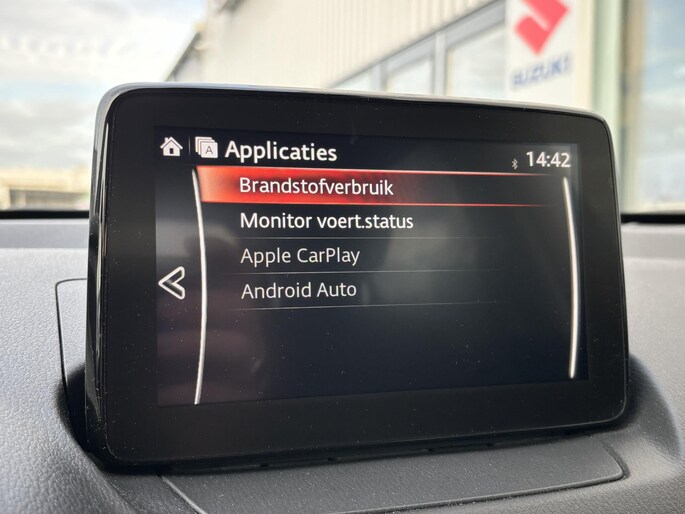 SUZUKI
A Applicaties
14:42
Brandstofverbruik
Monitor voert.status
Apple CarPlay
Android Auto